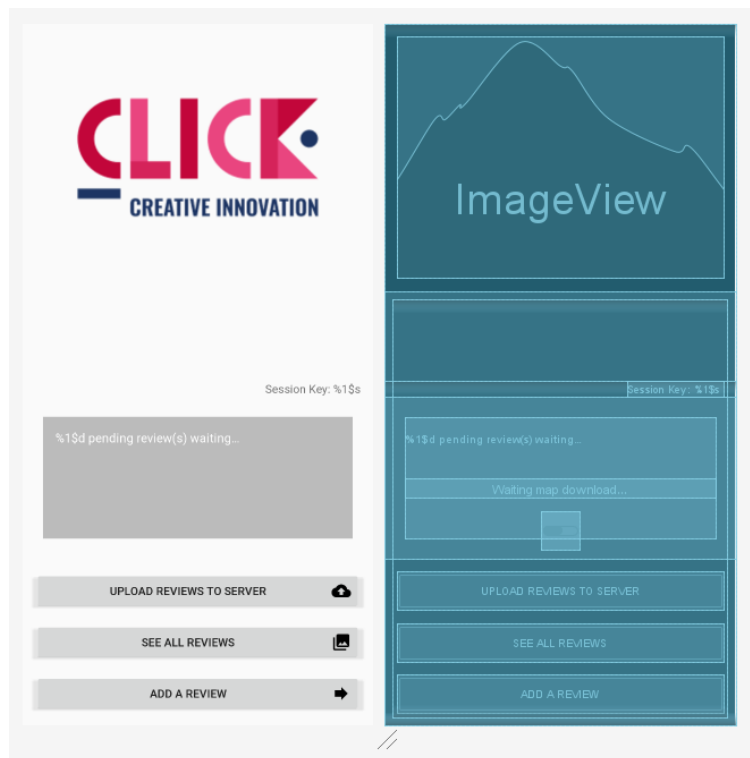 CLICK
CREATIVE INNOVATION
Session Key: %1$s
%1$d pending review(s) waiting...
UPLOAD REVIEWS TO SERVER
SEE ALL REVIEWS
ADD A REVIEW
ImageView
Session Key: %1$s
%1$d pending review(s) waiting...
Waiting map download...
UPLOAD REVIEWS TO SERVER
SEE ALL REVIEWS
ADD A REVIEW